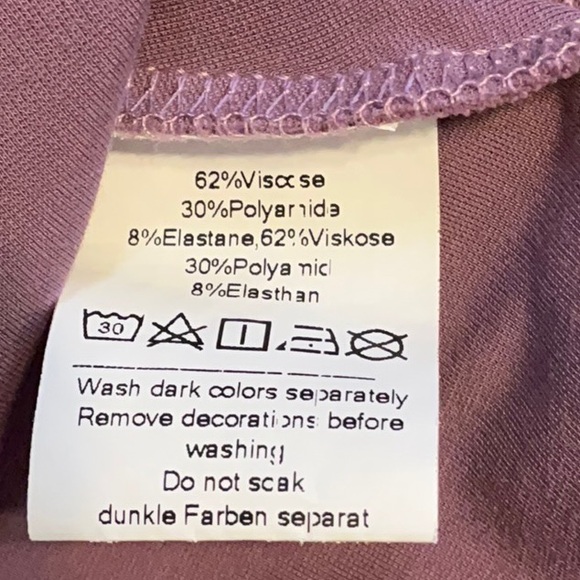 62%Viscose
30%Polyamide
8%Elastane,62%Viskose
30%Polyamid
8%Elasthan
30
Wash dark colors separately
Remove decorations before
washing
Do not soak
dunkle Farben separat